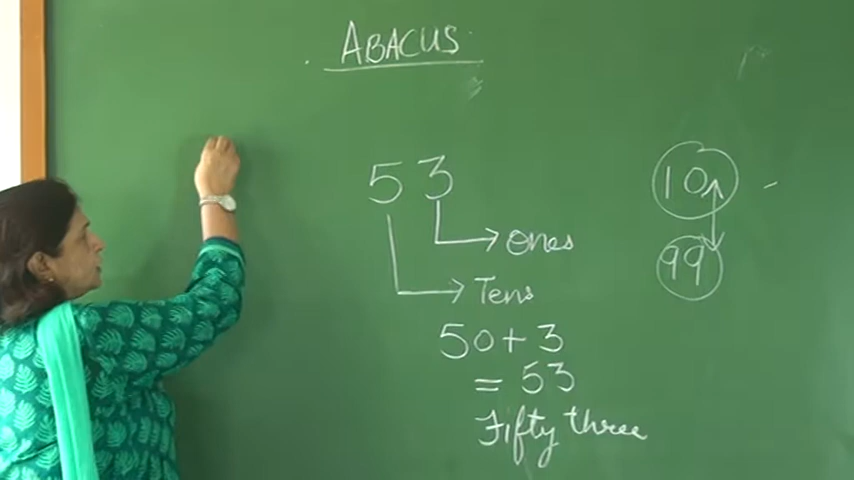 ABACUS
53
Ones
Tens
50+3
= 53
Fifty three
10
99